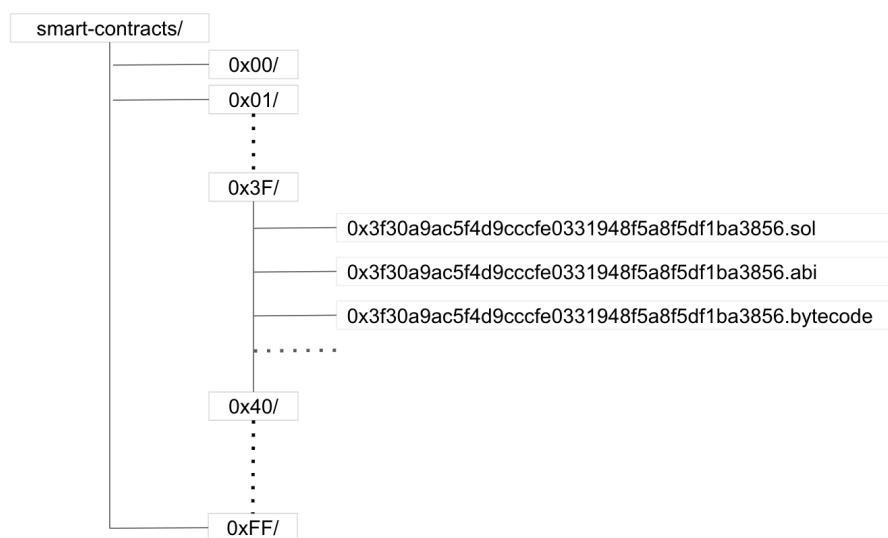 smart-contracts/
0x00/
0x01/
0x3F/
0x3f30a9ac5f4d9cccfe0331948f5a8f5df1ba3856.sol
0x3f30a9ac5f4d9cccfe0331948f5a8f5df1ba3856.abi
0x3f30a9ac5f4d9cccfe0331948f5a8f5df1ba3856.bytecode
0x40/
0xFF/